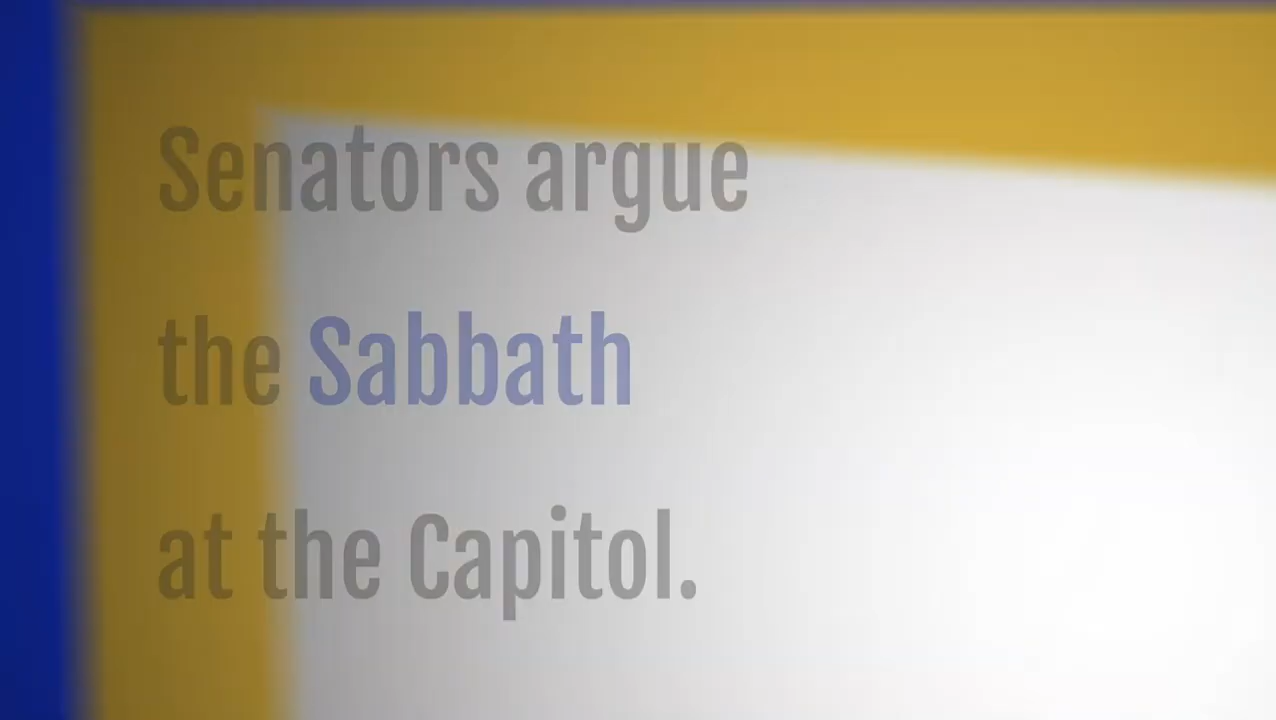 Senators argue
the Sabbath
at the Capitol.